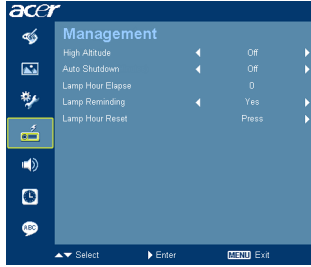 acer
Management
High Altitude Off
Auto Shutdown Off
Lamp Hour Elapse 0
Lamp Reminding Yes
Lamp Hour Reset Press
ABC
Select Enter MENU Exit